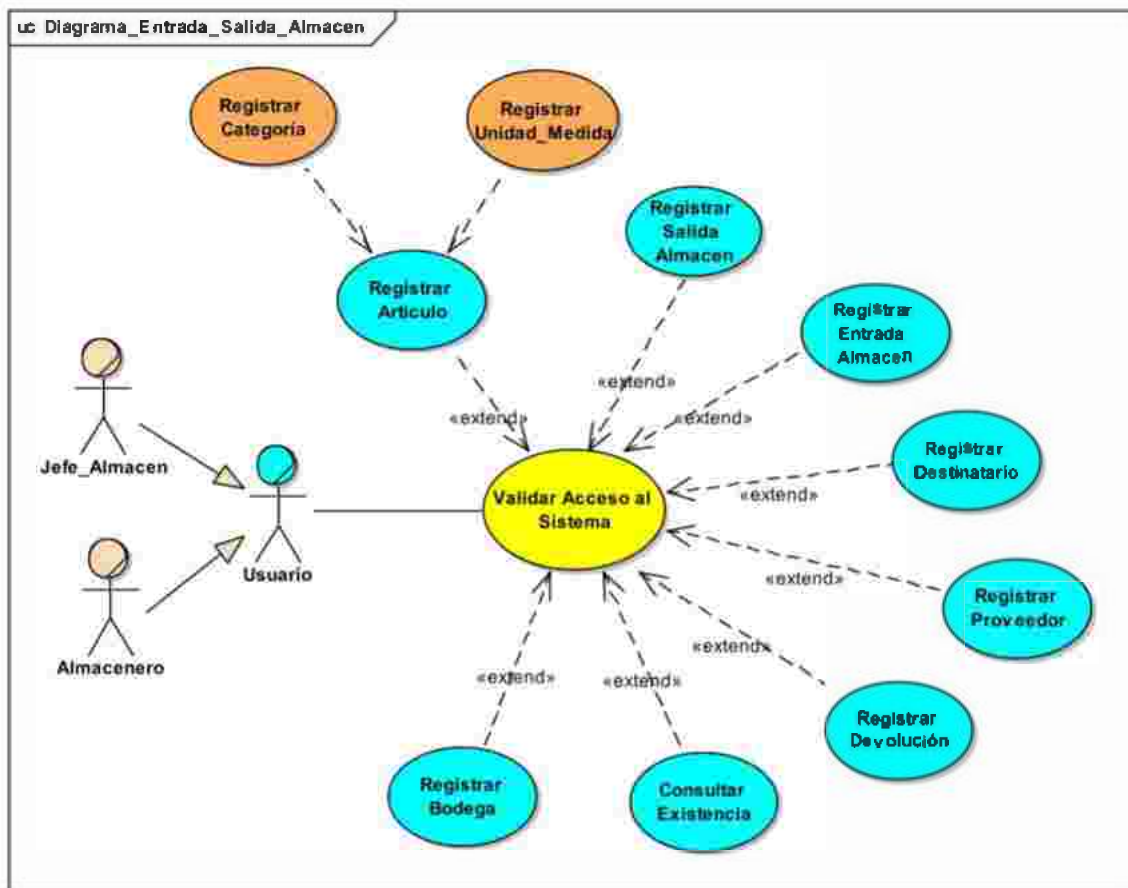 uc Diagrama_Entrada_Salida_Almacen
Registrar
Categoría
Registrar
Unidad_Medida
Registrar
Salida
Almacen
Registrar
Articulo
Registrar
Entrada
Almacen
«extend»
«extend»
«extend»
Jefe_Almacen
Registrar
Destinatario
Validar Acceso al
Sistema
«extend»
Usuario
«extend»
Registrar
Proveedor
Almacenero
«extend»
«extend»
«extend»
Registrar
Devolución
Registrar
Bodega
Consultar
Existencia